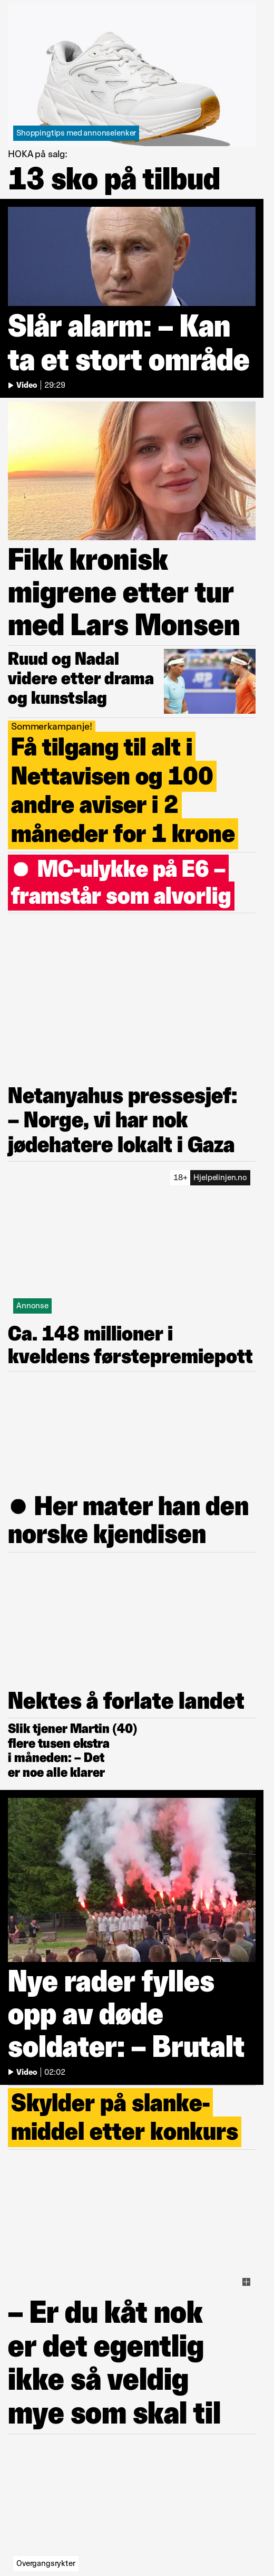 Shoppingtips med annonselenker
HOKA på salg:
13 sko på tilbud
Slår alarm: – Kan
ta et stort område
Video | 29:29
Fikk kronisk
migrene etter tur
med Lars Monsen
Ruud og Nadal
videre etter drama
og kunstslag
Sommerkampanje!
Få tilgang til alt i
Nettavisen og 100
andre aviser i 2
måneder for 1 krone
● MC-ulykke på E6 –
framstår som alvorlig
Netanyahus pressesjef:
– Norge, vi har nok
jødehatere lokalt i Gaza
18+ Hjelpelinjen.no
Annonse
Ca. 148 millioner i
kveldens førstepremiepott
● Her mater han den
norske kjendisen
Nektes å forlate landet
Slik tjener Martin (40)
flere tusen ekstra
i måneden: – Det
er noe alle klarer
Nye rader fylles
opp av døde
soldater: – Brutalt
Video | 02:02
Skylder på slanke-
middel etter konkurs
– Er du kåt nok
er det egentlig
ikke så veldig
mye som skal til
Overgangsrykter